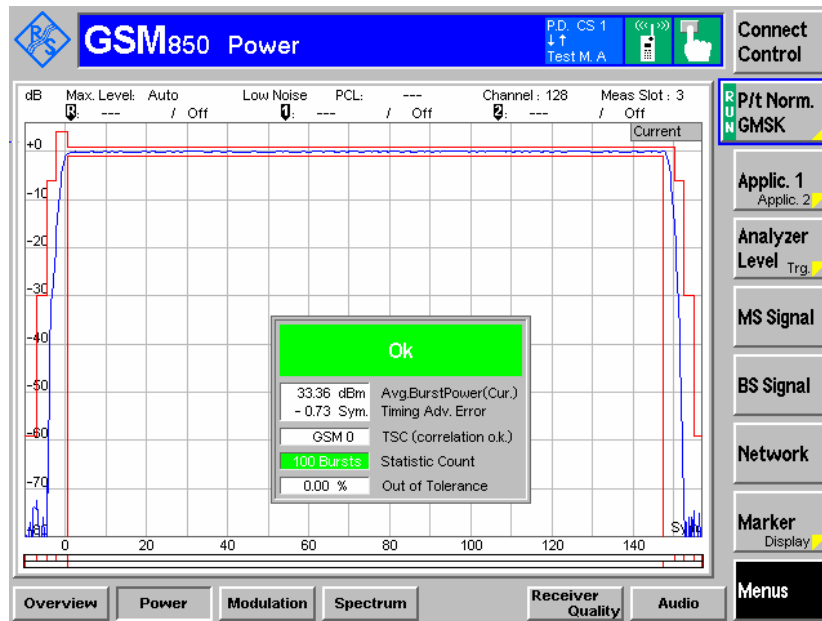 R&S
GSM850 Power
P.D. CS 1
Test M. A
Connect Control
dB Max. Level: Auto Low Noise PCL: --- Channel : 128 Meas Slot : 3
R: --- / Off 1: --- / Off 2: --- / Off
Current
RUN
P/t Norm. GMSK
Applic. 1
Applic. 2
Analyzer Level Trg.
MS Signal
BS Signal
Network
Marker
Display
Menus
+0
-10
-20
-30
-40
-50
-60
-70
-80
Ok
33.36 dBm Avg.BurstPower(Cur.)
- 0.73 Sym. Timing Adv. Error
GSM 0 TSC (correlation o.k.)
100 Bursts Statistic Count
0.00 % Out of Tolerance
0 20 40 60 80 100 120 140
Overview Power Modulation Spectrum Receiver Quality Audio